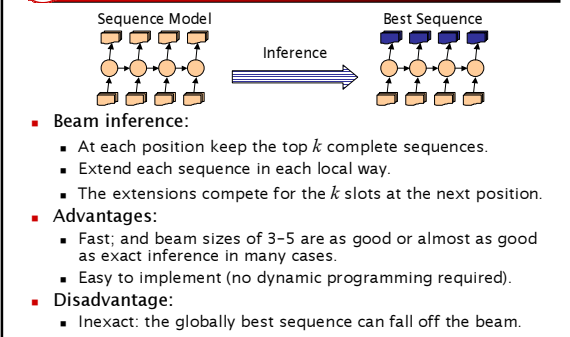 Sequence Model
Best Sequence
Inference
Beam inference:
At each position keep the top k complete sequences.
Extend each sequence in each local way.
The extensions compete for the k slots at the next position.
Advantages:
Fast; and beam sizes of 3–5 are as good or almost as good
as exact inference in many cases.
Easy to implement (no dynamic programming required).
Disadvantage:
Inexact: the globally best sequence can fall off the beam.